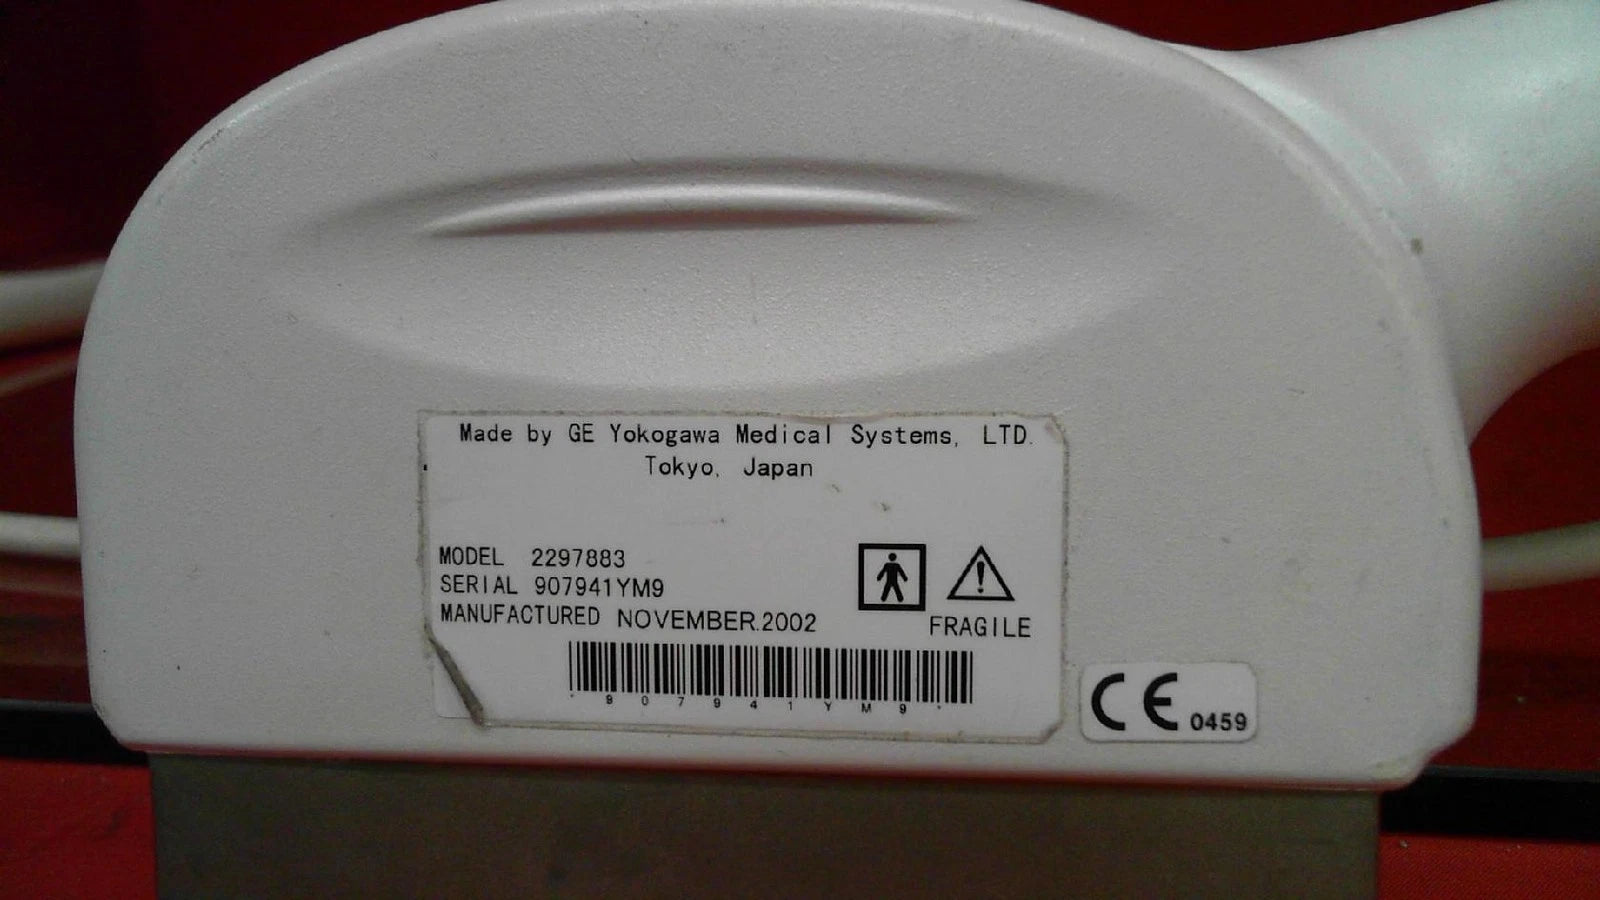 Made by GE Yokogawa Medical Systems, LTD.
Tokyo, Japan
MODEL 2297883
SERIAL 907941YM9
MANUFACTURED NOVEMBER.2002
FRAGILE
*907941YM9*
CE 0459